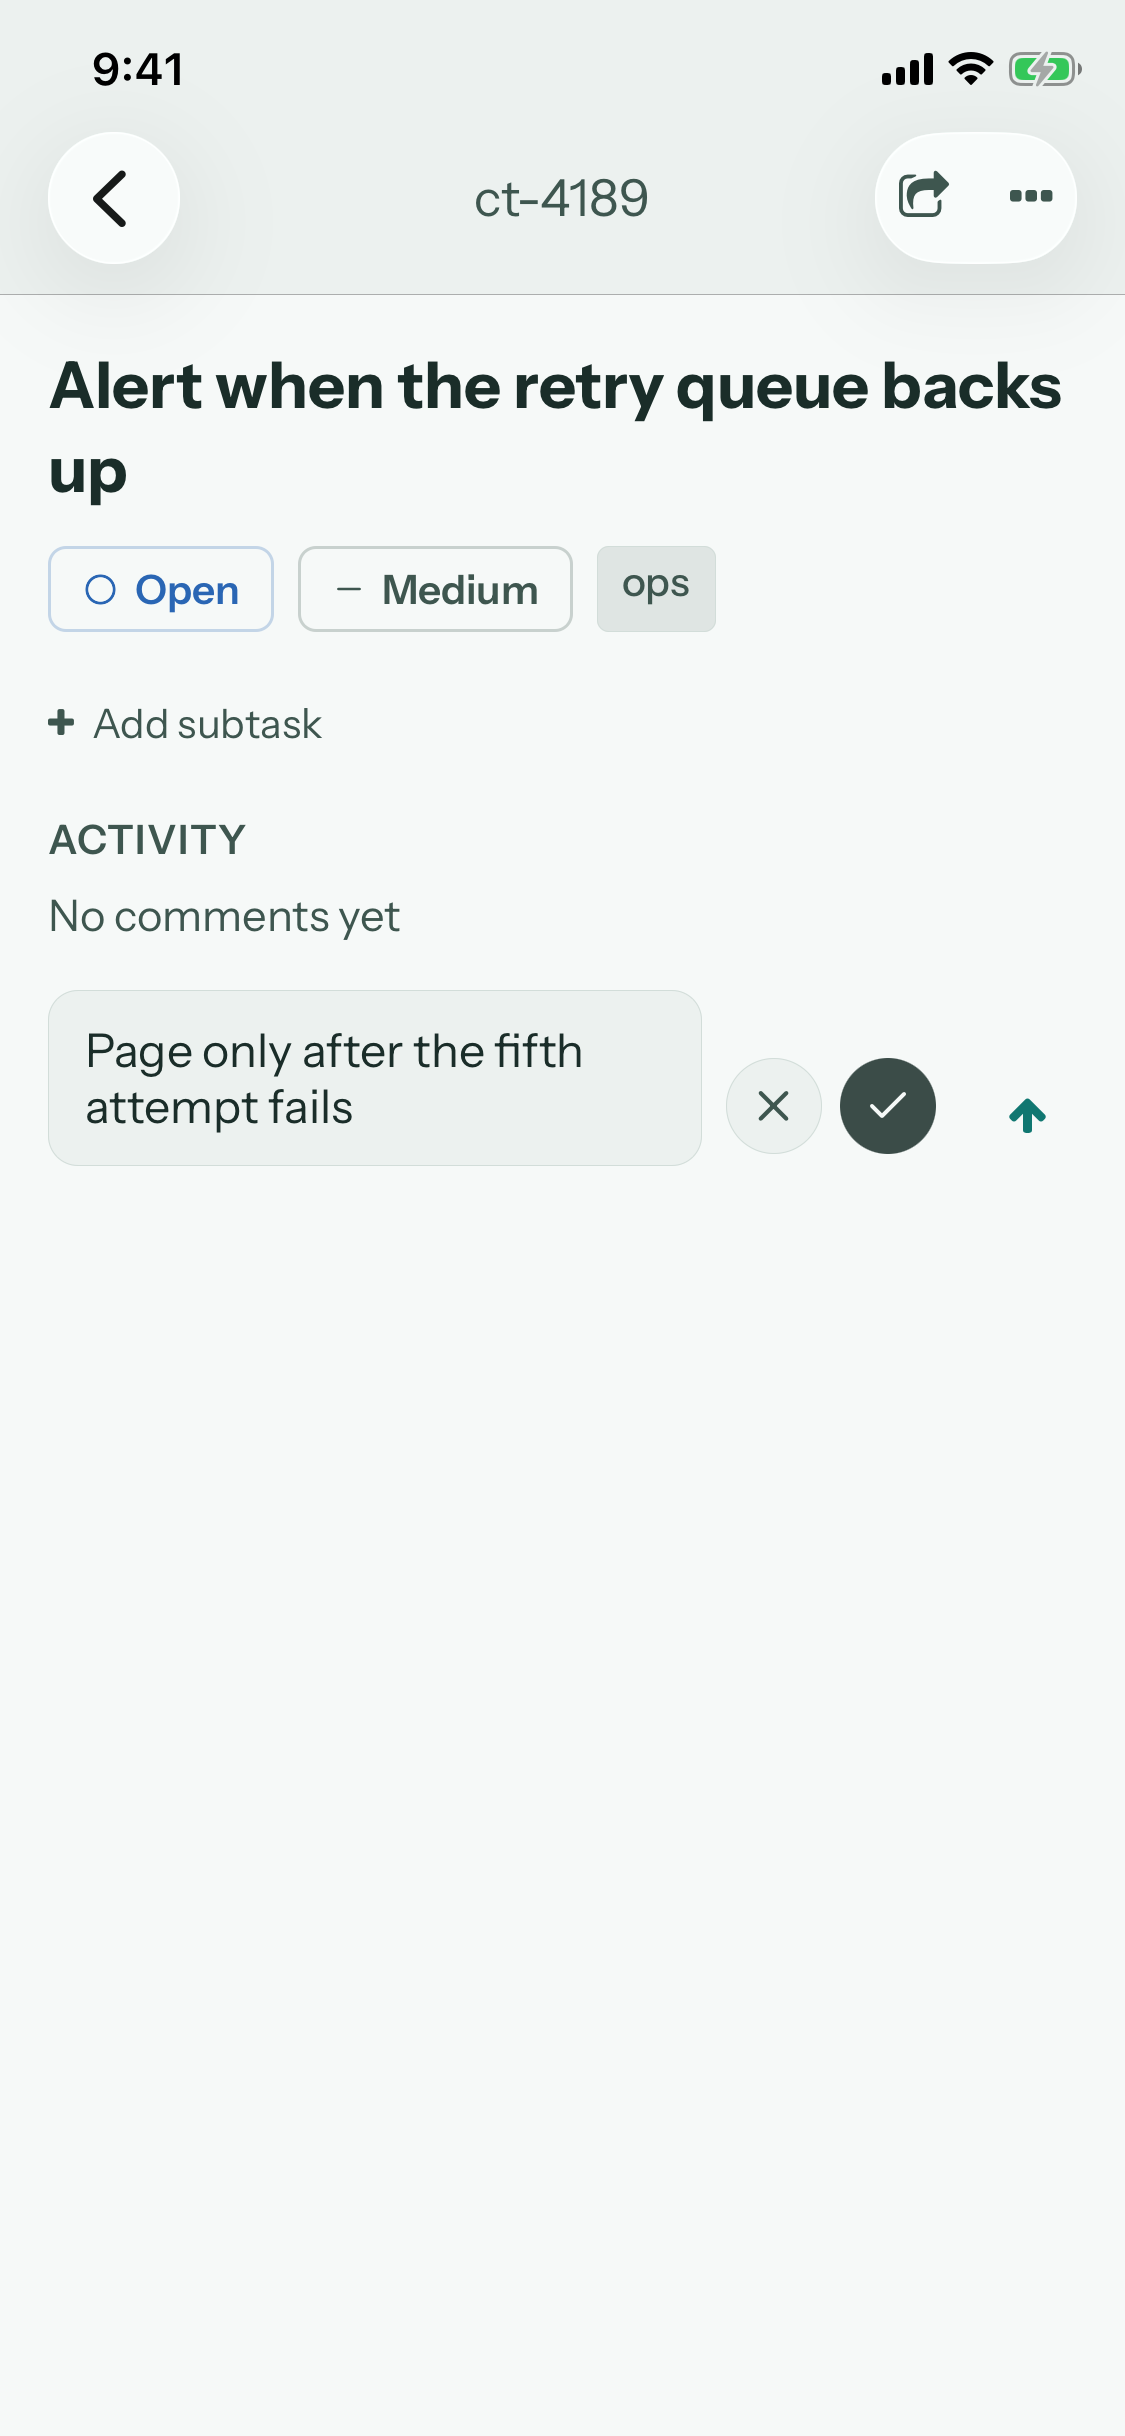 9:41
ct-4189
Alert when the retry queue backs
up
Open
Medium
ops
Add subtask
ACTIVITY
No comments yet
Page only after the fifth
attempt fails